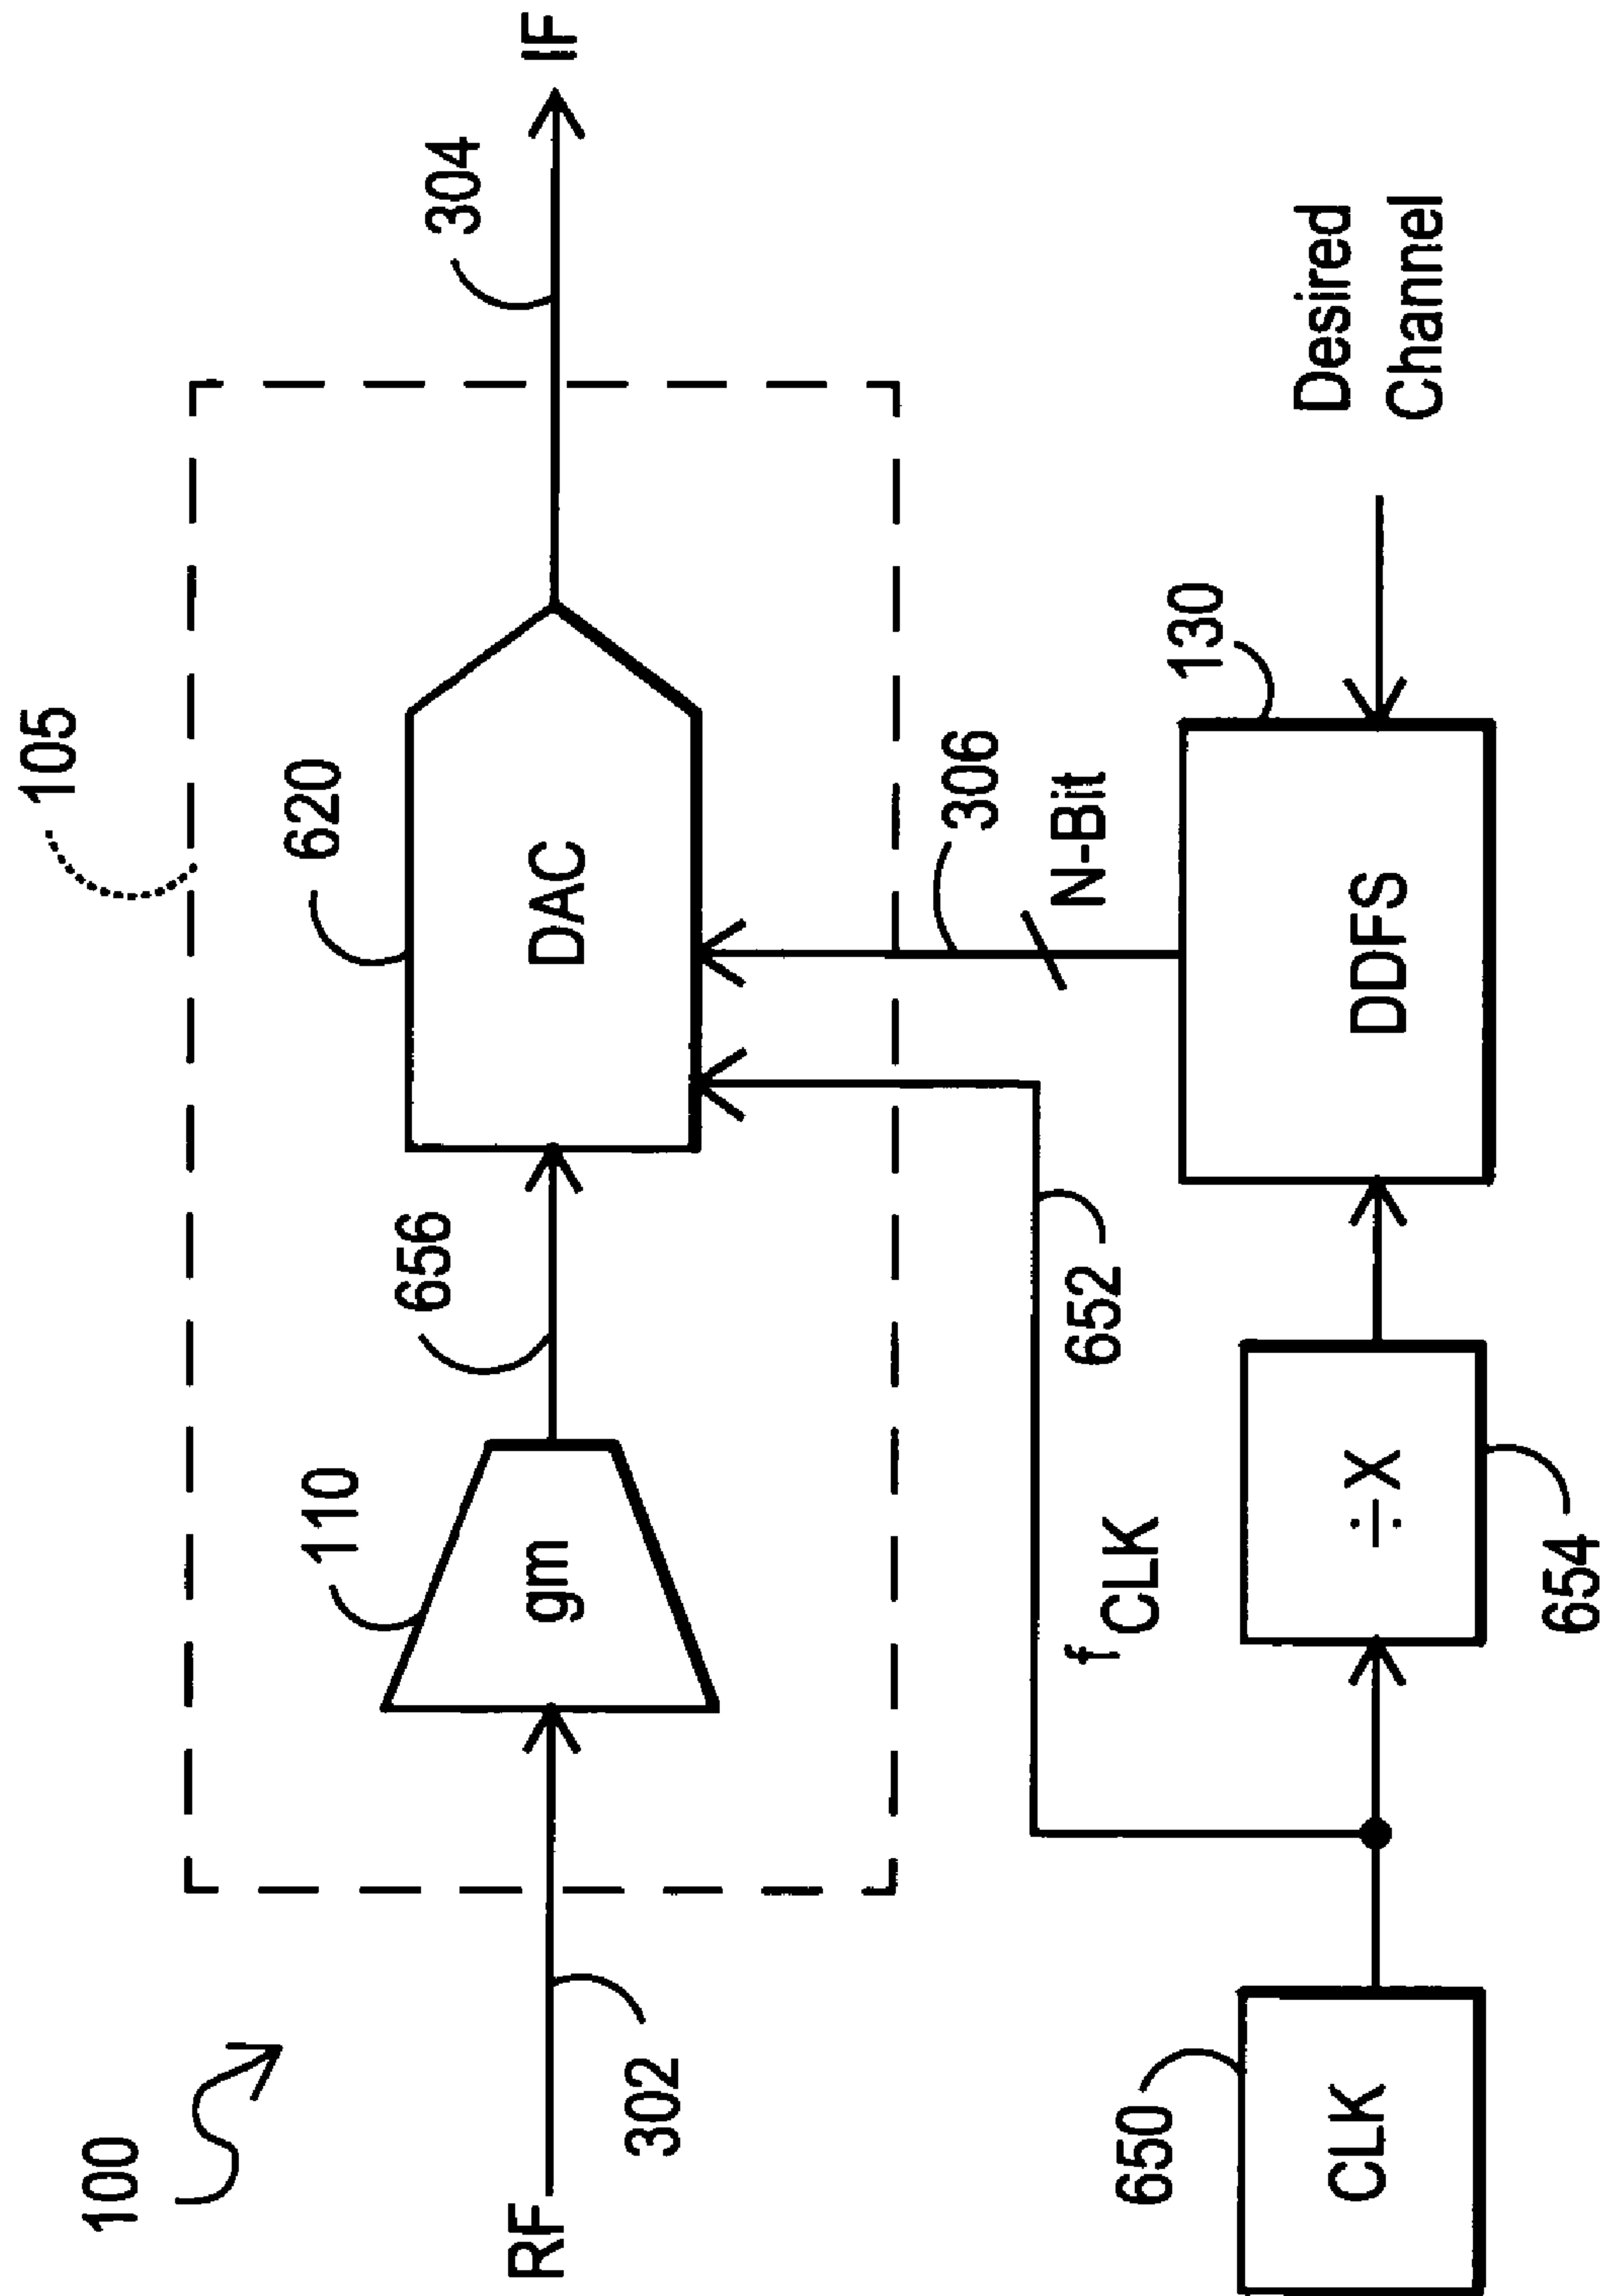 100
105
RF
302
110
gm
656
620
DAC
304
IF
306
N-Bit
652
f CLK
650
CLK
÷X
654
DDFS
130
Desired
Channel